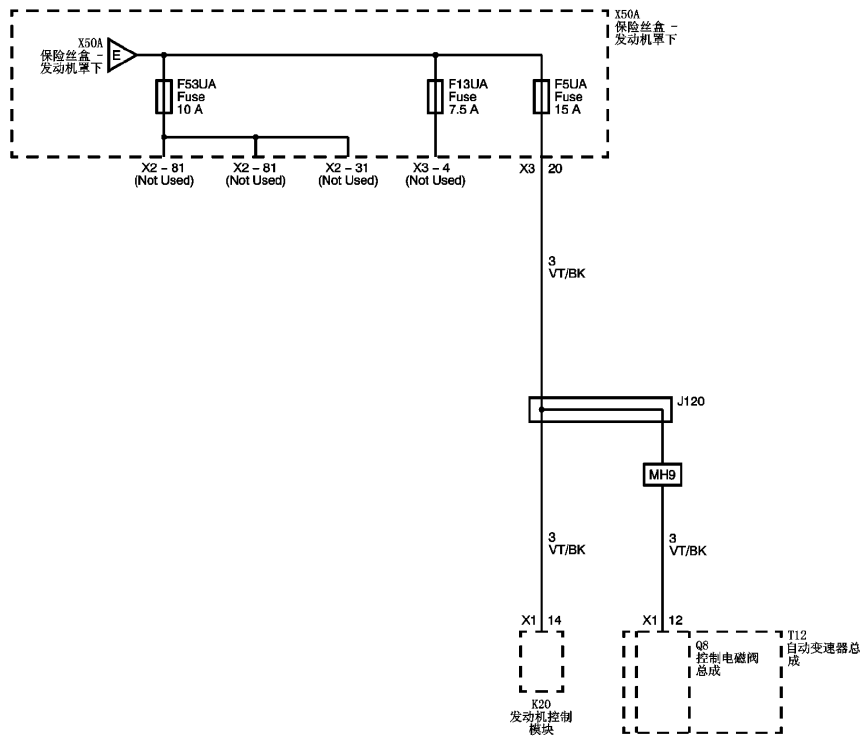 X50A
保险丝盒 -
发动机罩下
X50A
保险丝盒 -
发动机罩下
E
F53UA
Fuse
10 A
F13UA
Fuse
7.5 A
F5UA
Fuse
15 A
X2 – 81
(Not Used)
X2 – 81
(Not Used)
X2 – 31
(Not Used)
X3 – 4
(Not Used)
X3 20
3
VT/BK
J120
MH9
3
VT/BK
3
VT/BK
X1 14
X1 12
K20
发动机控制
模块
Q8
控制电磁阀
总成
T12
自动变速器总
成